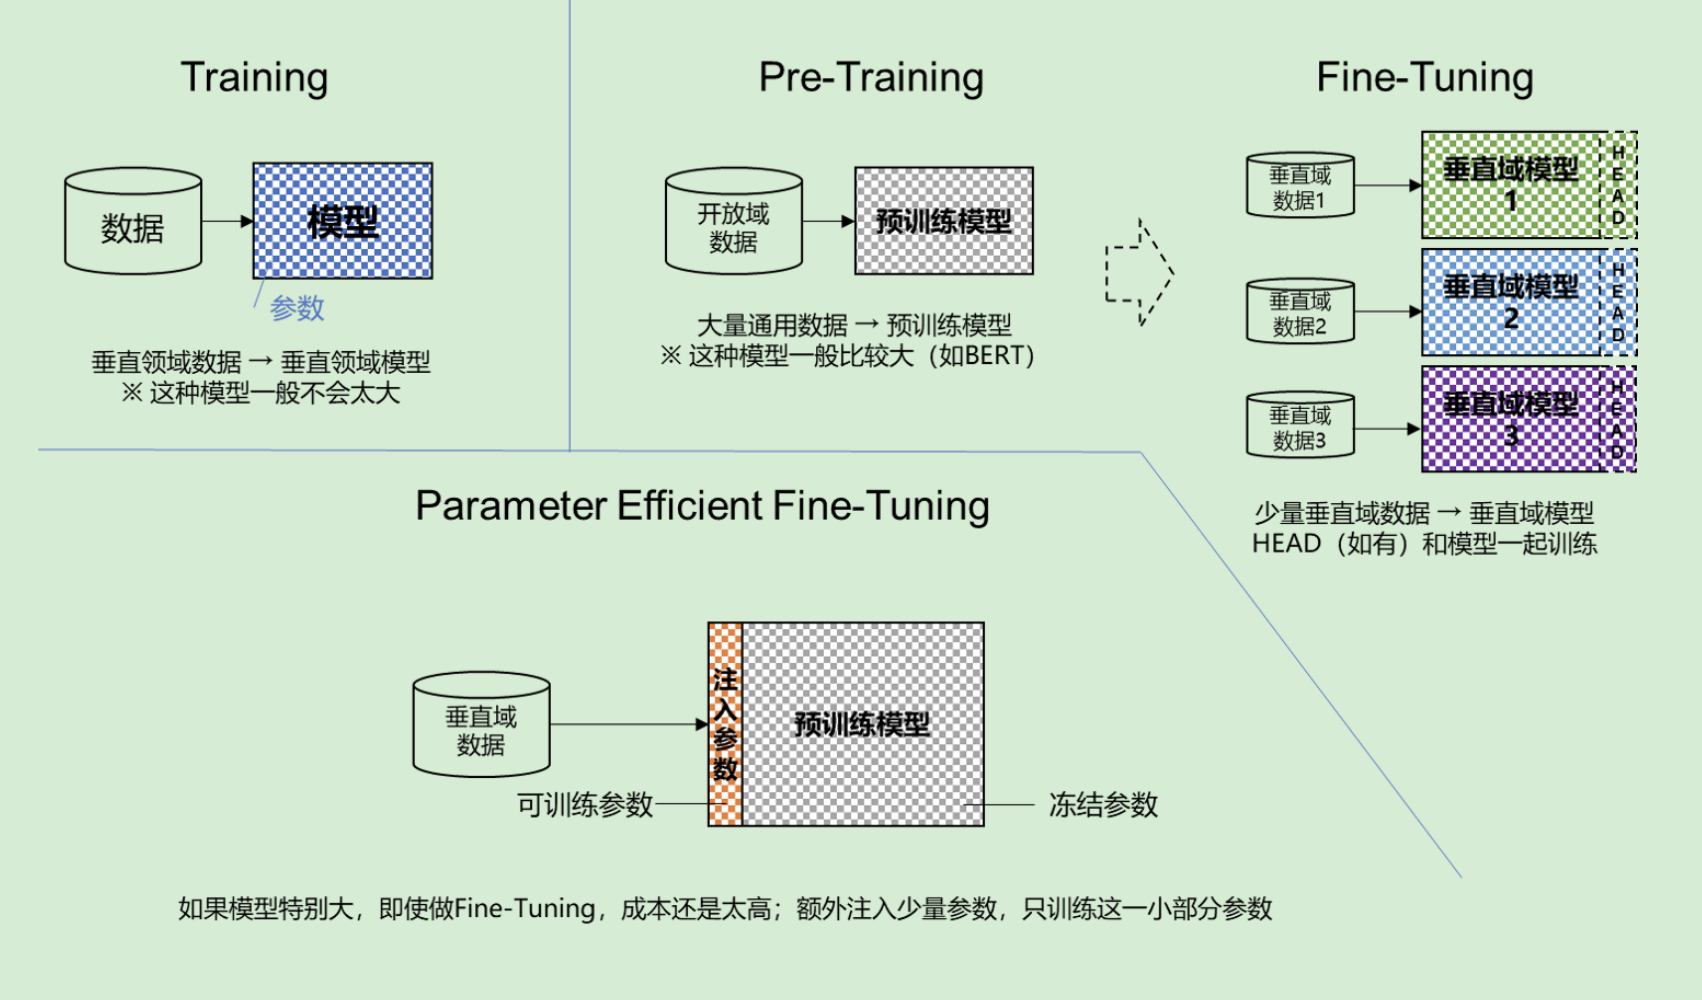 Training
数据
模型
参数
垂直领域数据 → 垂直领域模型
※ 这种模型一般不会太大
Pre-Training
开放域
数据
预训练模型
大量通用数据 → 预训练模型
※ 这种模型一般比较大（如BERT）
Fine-Tuning
垂直域
数据1
垂直域模型
1
HEAD
垂直域
数据2
垂直域模型
2
HEAD
垂直域
数据3
垂直域模型
3
HEAD
少量垂直域数据 → 垂直域模型
HEAD（如有）和模型一起训练
Parameter Efficient Fine-Tuning
垂直域
数据
注入参数
预训练模型
可训练参数
冻结参数
如果模型特别大，即使做Fine-Tuning，成本还是太高；额外注入少量参数，只训练这一小部分参数